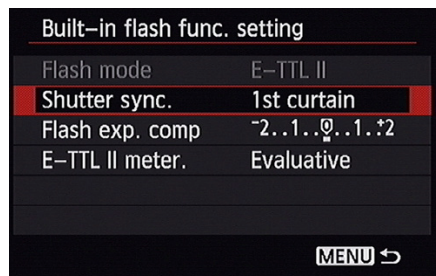 Built-in flash func. setting
Flash mode E-TTL II
Shutter sync. 1st curtain
Flash exp. comp -2..1..0..1.:+2
E-TTL II meter. Evaluative
MENU